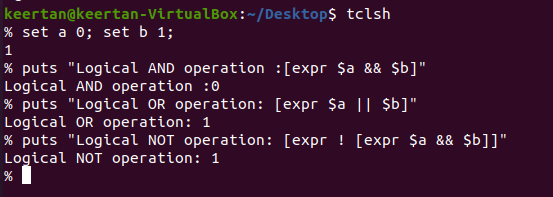 keertan@keertan-VirtualBox:~/Desktop$ tclsh
% set a 0; set b 1;
1
% puts "Logical AND operation :[expr $a && $b]"
Logical AND operation :0
% puts "Logical OR operation: [expr $a || $b]"
Logical OR operation: 1
% puts "Logical NOT operation: [expr ! [expr $a && $b]]"
Logical NOT operation: 1
%